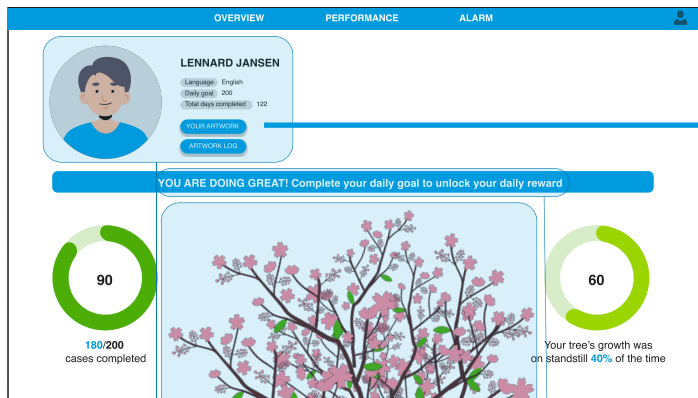 OVERVIEW PERFORMANCE ALARM
LENNARD JANSEN
Language English
Daily goal 200
Total days completed 122
YOUR ARTWORK
ARTWORK LOG
YOU ARE DOING GREAT! Complete your daily goal to unlock your daily reward
90
180/200
cases completed
60
Your tree's growth was
on standstill 40% of the time